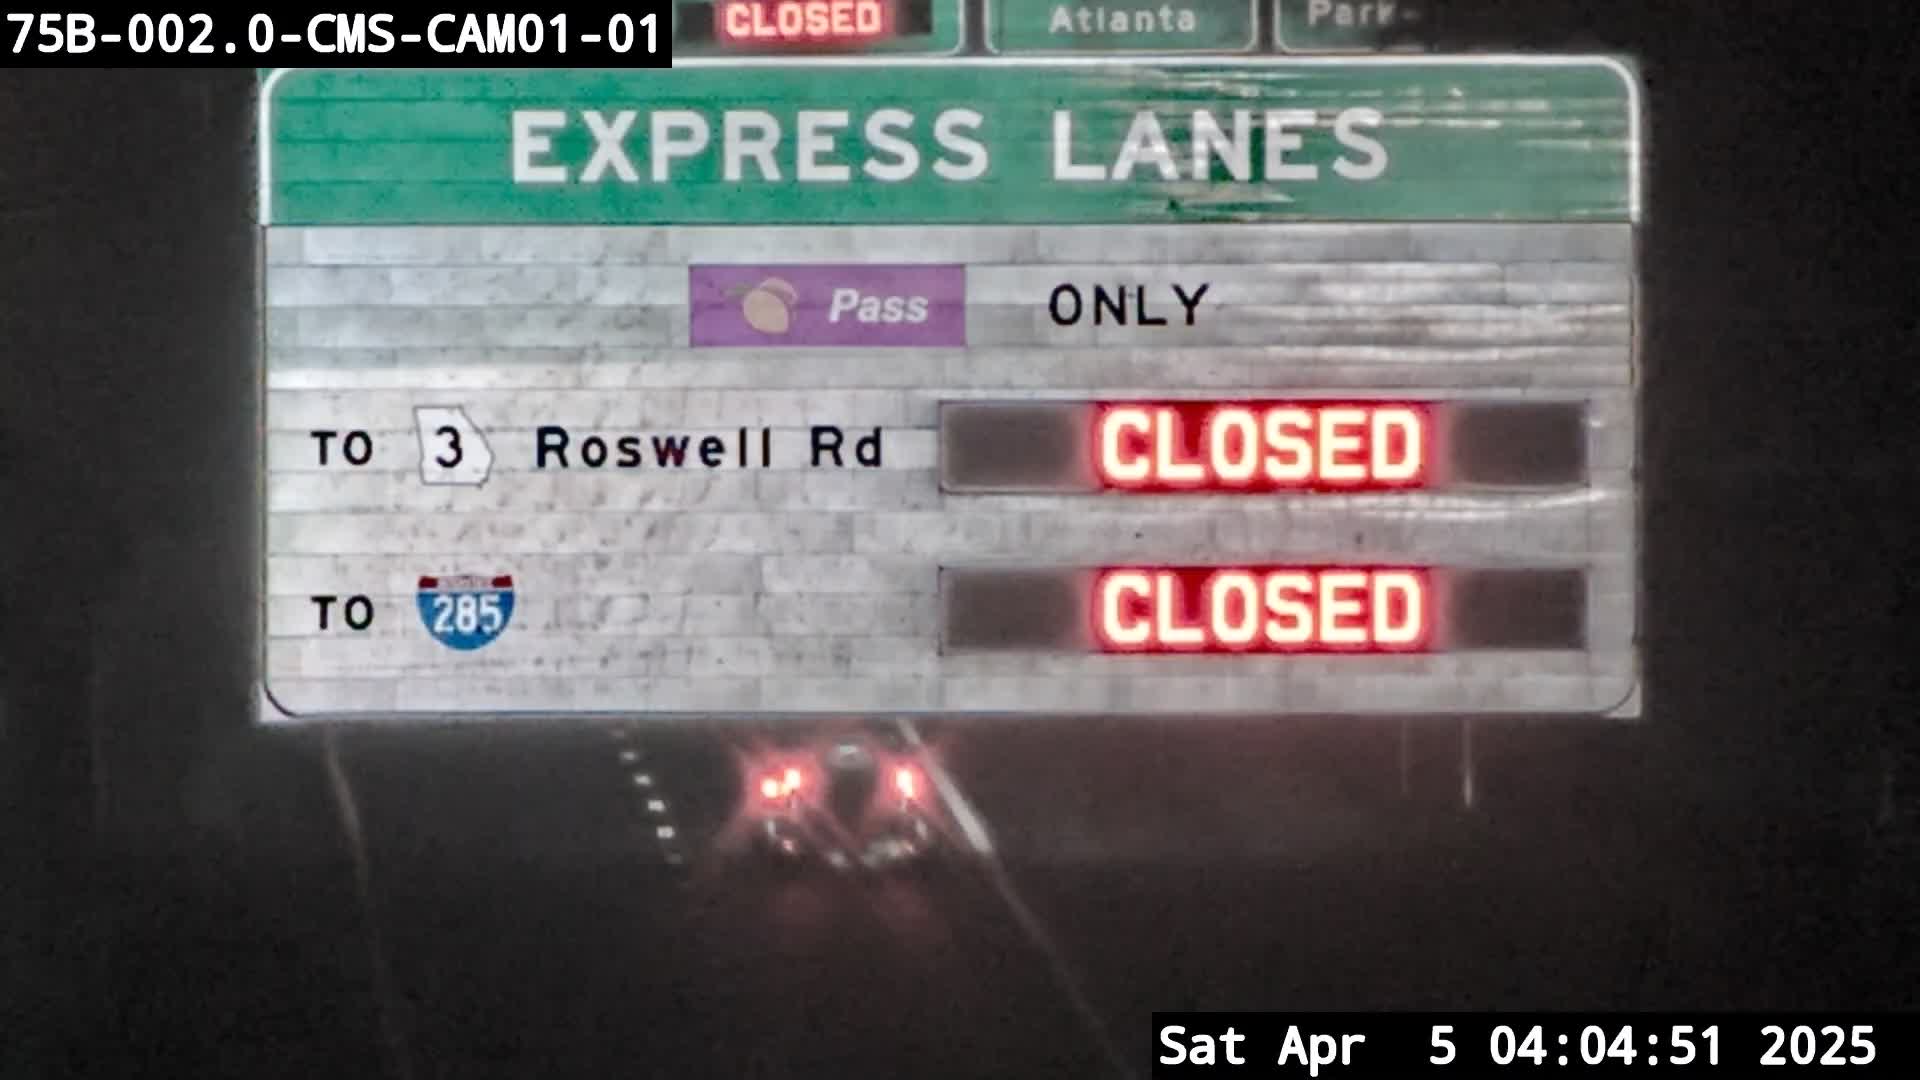 75B-002.0-CMS-CAM01-01
CLOSED
Atlanta
Park
EXPRESS LANES
Pass ONLY
TO 3 Roswell Rd CLOSED
TO 285 CLOSED
Sat Apr 5 04:04:51 2025